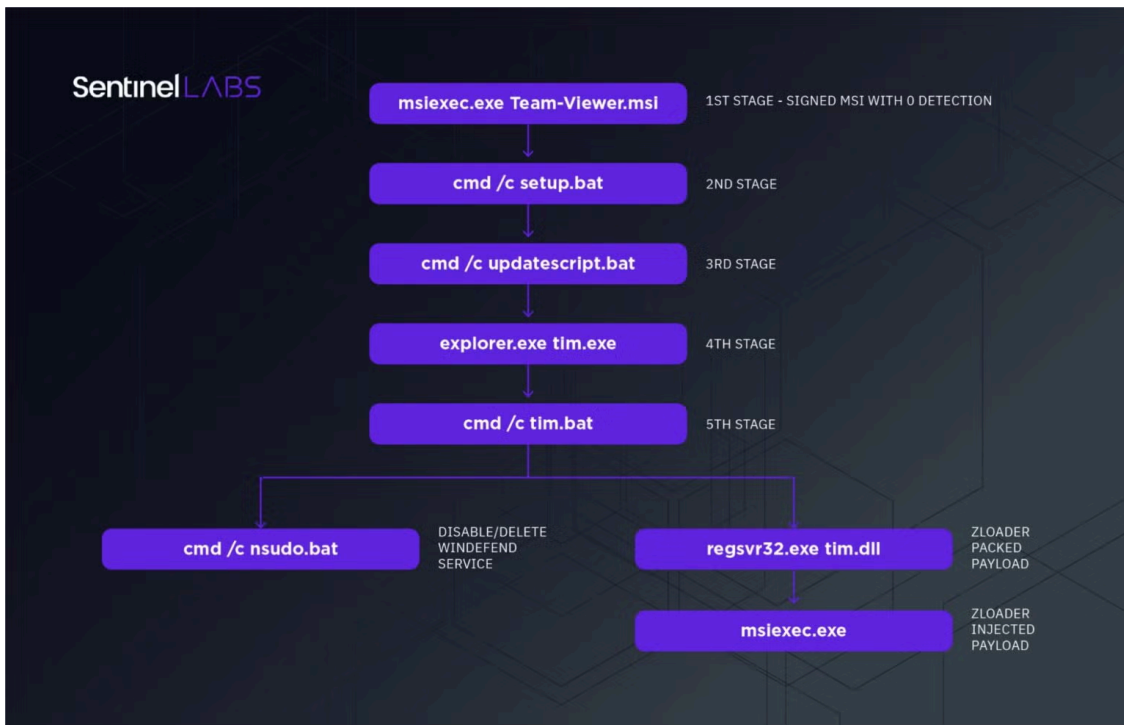 SentinelLABS
msiexec.exe Team-Viewer.msi
1ST STAGE - SIGNED MSI WITH 0 DETECTION
cmd /c setup.bat
2ND STAGE
cmd /c updatescript.bat
3RD STAGE
explorer.exe tim.exe
4TH STAGE
cmd /c tim.bat
5TH STAGE
cmd /c nsudo.bat
DISABLE/DELETE
WINDEFEND
SERVICE
regsvr32.exe tim.dll
ZLOADER
PACKED
PAYLOAD
msiexec.exe
ZLOADER
INJECTED
PAYLOAD